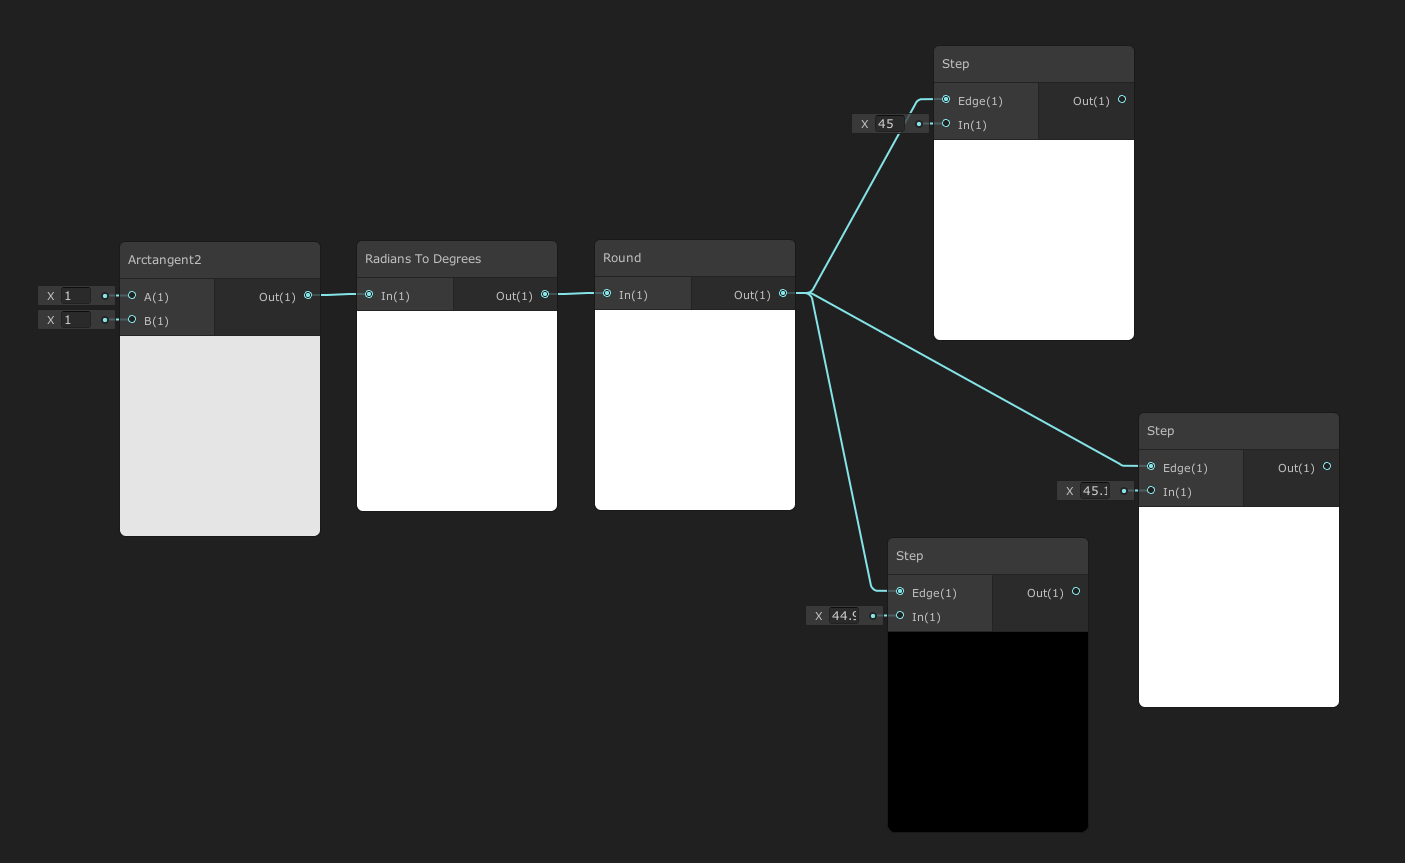 Step
Edge(1)
Out(1)
X 45
In(1)
Arctangent2
X 1
A(1)
Out(1)
X 1
B(1)
Radians To Degrees
In(1)
Out(1)
Round
In(1)
Out(1)
Step
Edge(1)
Out(1)
X 45.1
In(1)
Step
Edge(1)
Out(1)
X 44.9
In(1)